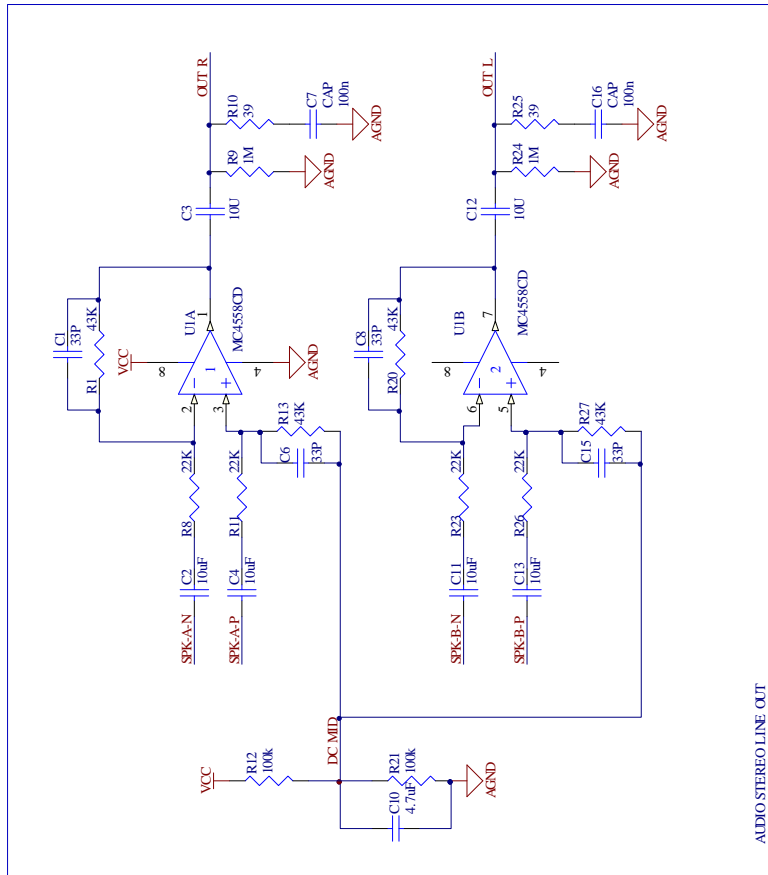 OUT R
R10
39
C7
CAP
100n
AGND
R9
1M
AGND
C3
10U
C1
33P
43K
R1
VCC
8
U1A
1
MC4558CD
1
2
3
4
AGND
R13
43K
C6
33P
22K
R8
22K
R11
C2
10uF
C4
10uF
SPK-A-N
SPK-A-P
OUT L
R25
39
C16
CAP
100n
AGND
R24
1M
AGND
C12
10U
C8
33P
43K
R20
8
U1B
7
MC4558CD
2
6
5
4
R27
43K
C15
33P
22K
R23
22K
R26
C11
10uF
C13
10uF
SPK-B-N
SPK-B-P
DC MID
VCC
R12
100k
R21
100k
C10
4.7uF
AGND
AUDIO STEREO LINE OUT